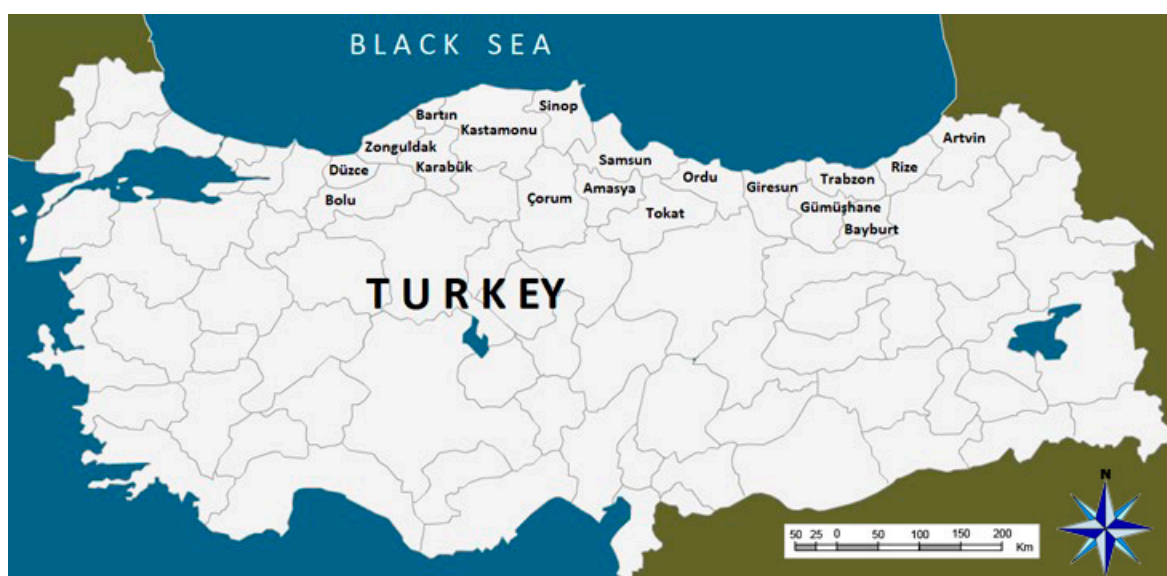 BLACK SEA
Sinop
Bartın
Kastamonu
Zonguldak
Karabük
Düzce
Bolu
Samsun
Çorum
Amasya
Tokat
Ordu
Giresun
Trabzon
Gümüşhane
Bayburt
Rize
Artvin
TURKEY
N
50 25 0 50 100 150 200
Km